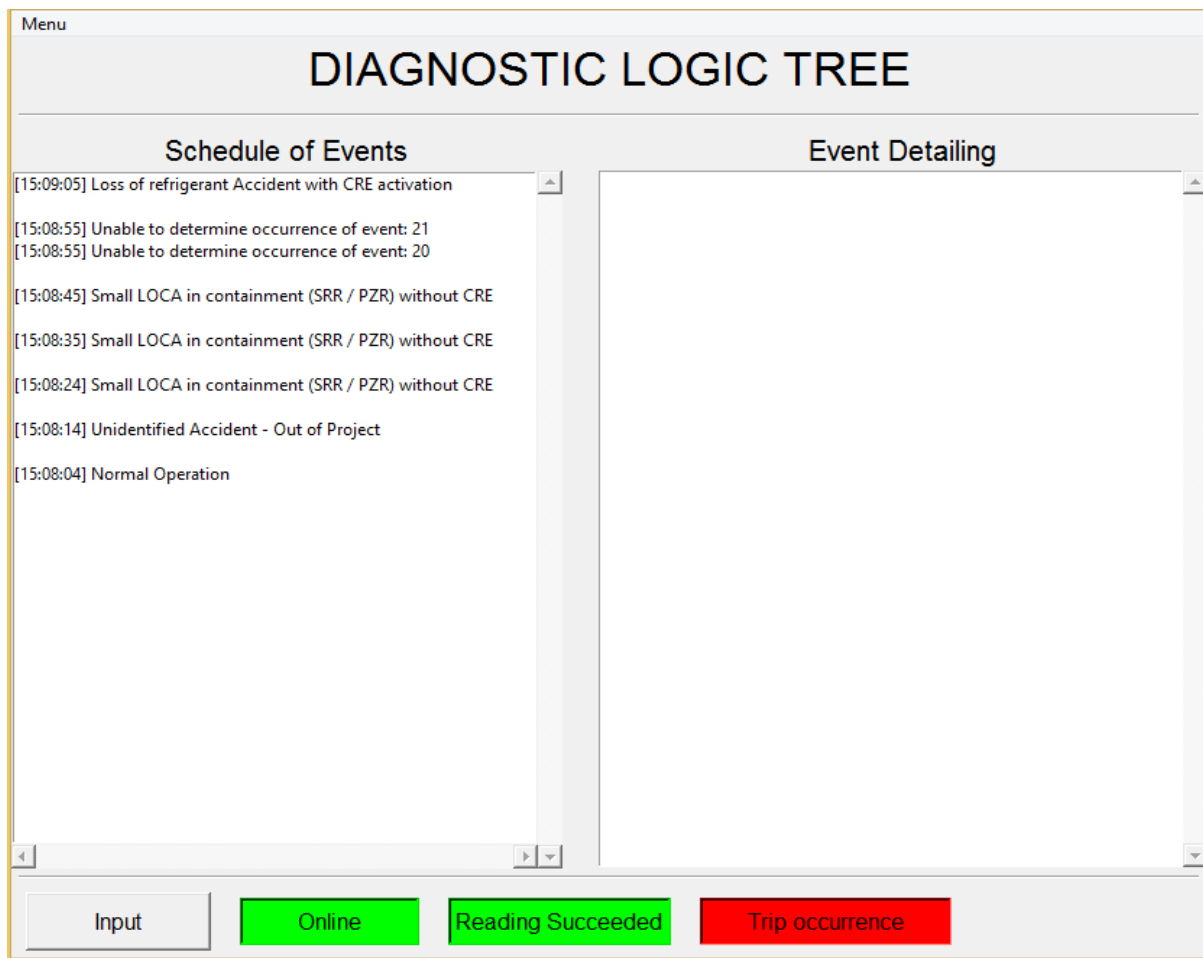 Menu
DIAGNOSTIC LOGIC TREE
Schedule of Events
[15:09:05] Loss of refrigerant Accident with CRE activation
[15:08:55] Unable to determine occurrence of event: 21
[15:08:55] Unable to determine occurrence of event: 20
[15:08:45] Small LOCA in containment (SRR / PZR) without CRE
[15:08:35] Small LOCA in containment (SRR / PZR) without CRE
[15:08:24] Small LOCA in containment (SRR / PZR) without CRE
[15:08:14] Unidentified Accident - Out of Project
[15:08:04] Normal Operation
Event Detailing
Input
Online
Reading Succeeded
Trip occurrence